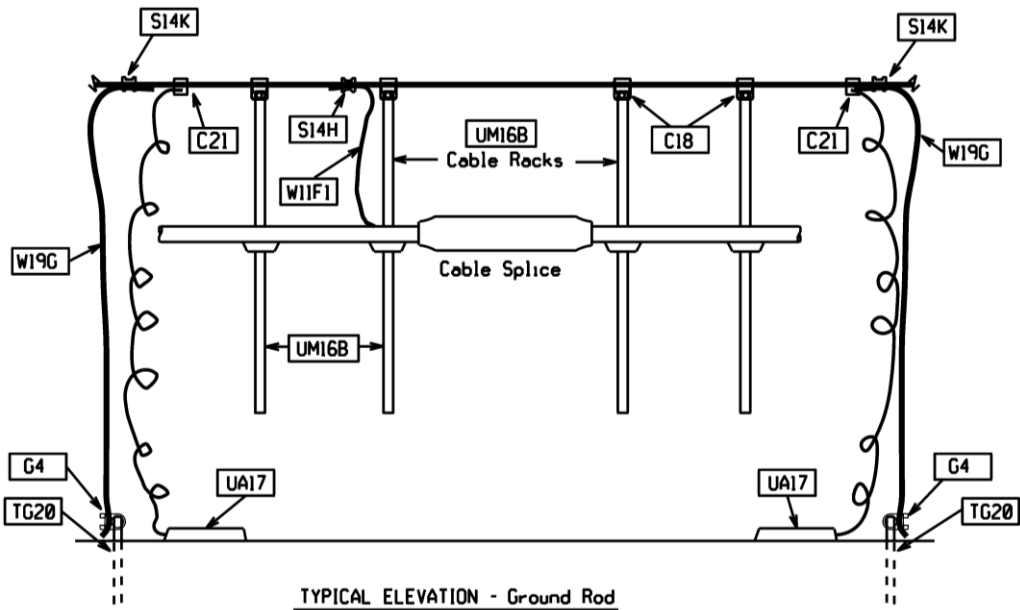 S14K
S14K
C21
S14H
UM16B
C18
C21
W19G
Cable Racks
W11F1
W19G
Cable Splice
UM16B
G4
UA17
UA17
G4
TG20
TG20
TYPICAL ELEVATION - Ground Rod